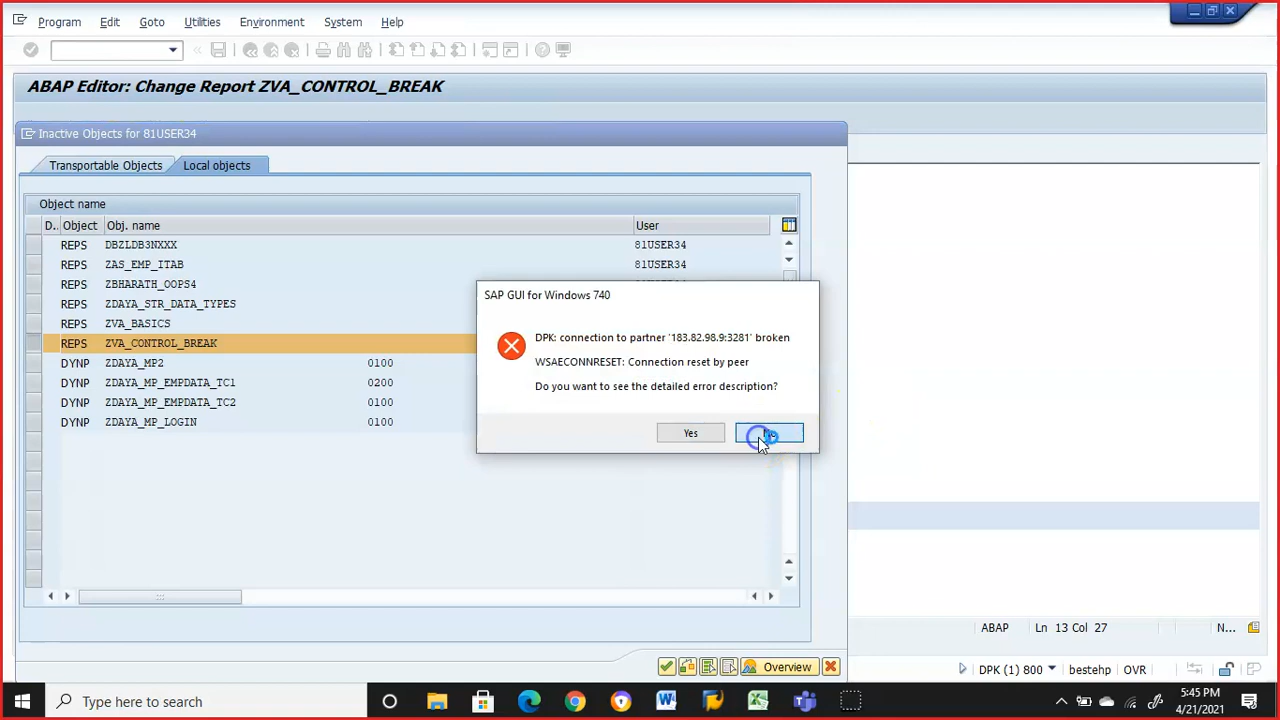 Program Edit Goto Utilities Environment System Help
ABAP Editor: Change Report ZVA_CONTROL_BREAK
Inactive Objects for 81USER34
Transportable Objects Local objects
Object name
D.. Object Obj. name User
REPS DBZLDB3NXXX 81USER34
REPS ZAS_EMP_ITAB 81USER34
REPS ZBHARATH_OOPS4
REPS ZDAYA_STR_DATA_TYPES
REPS ZVA_BASICS
REPS ZVA_CONTROL_BREAK
DYNP ZDAYA_MP2 0100
DYNP ZDAYA_MP_EMPDATA_TC1 0200
DYNP ZDAYA_MP_EMPDATA_TC2 0100
DYNP ZDAYA_MP_LOGIN 0100
SAP GUI for Windows 740
DPK: connection to partner '183.82.98.9:3281' broken
WSAECONNRESET: Connection reset by peer
Do you want to see the detailed error description?
Yes
ABAP Ln 13 Col 27 N...
Overview
DPK (1) 800 bestehp OVR
Type here to search
5:45 PM
4/21/2021